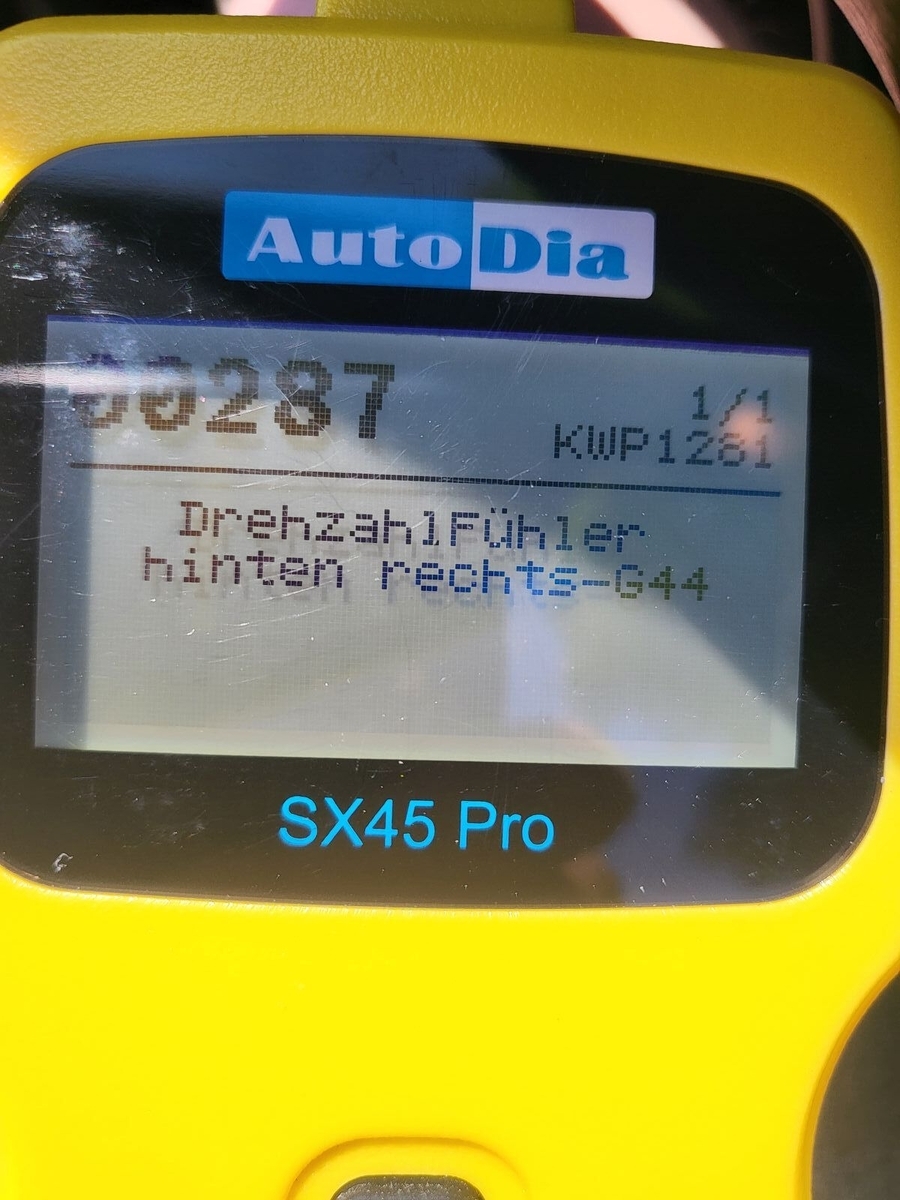 AutoDia
00287
1/1
KWP1281
Drehzahlfühler
hinten rechts-G44
SX45 Pro